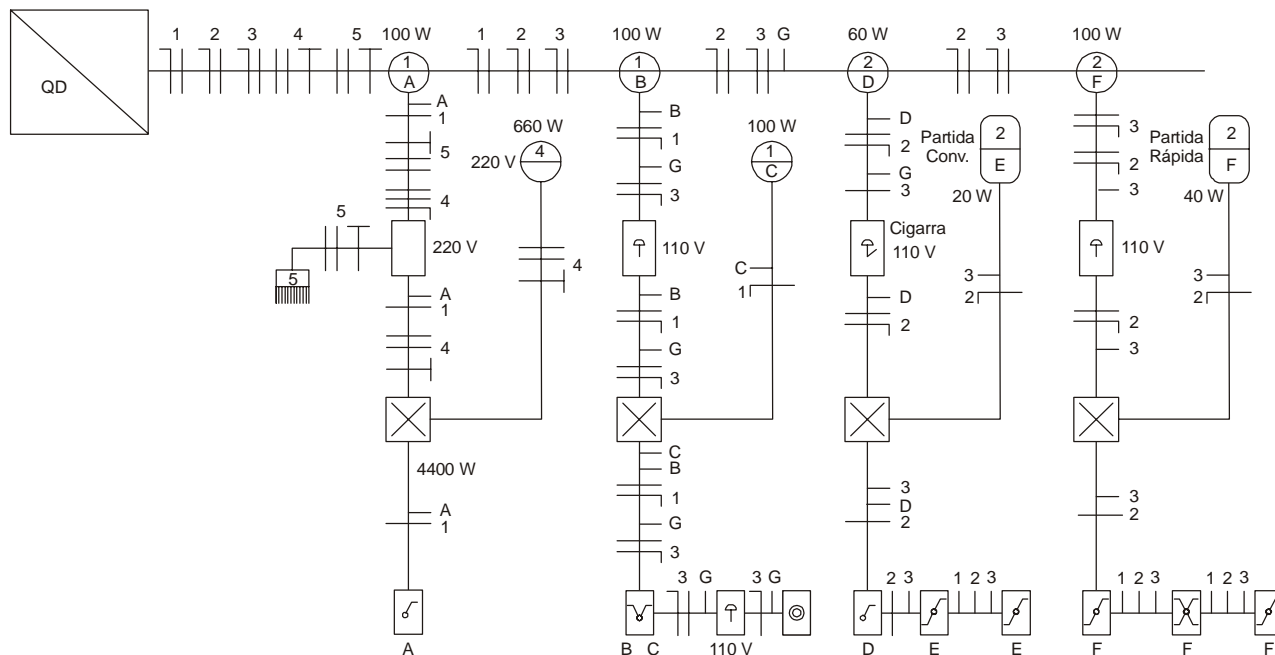 QD
1 2 3 4 5
100 W
1
A
1 2 3
100 W
1
B
2 3 G
60 W
2
D
2 3
100 W
2
F
A
1
5
4
5
220 V
5
A
1
4
4400 W
A
1
A
660 W
220 V
4
4
B
1
G
3
110 V
B
1
G
3
C
B
1
G
3
B C
3 G
110 V
3 G
100 W
1
C
C
1
D
2
G
3
Cigarra
110 V
D
2
3
D
2
D
2 3
E
1 2 3
E
Partida
Conv.
2
E
20 W
3
2
3
2
3
110 V
2
3
3
2
F
1 2 3
F
1 2 3
F
Partida
Rápida
2
F
40 W
3
2